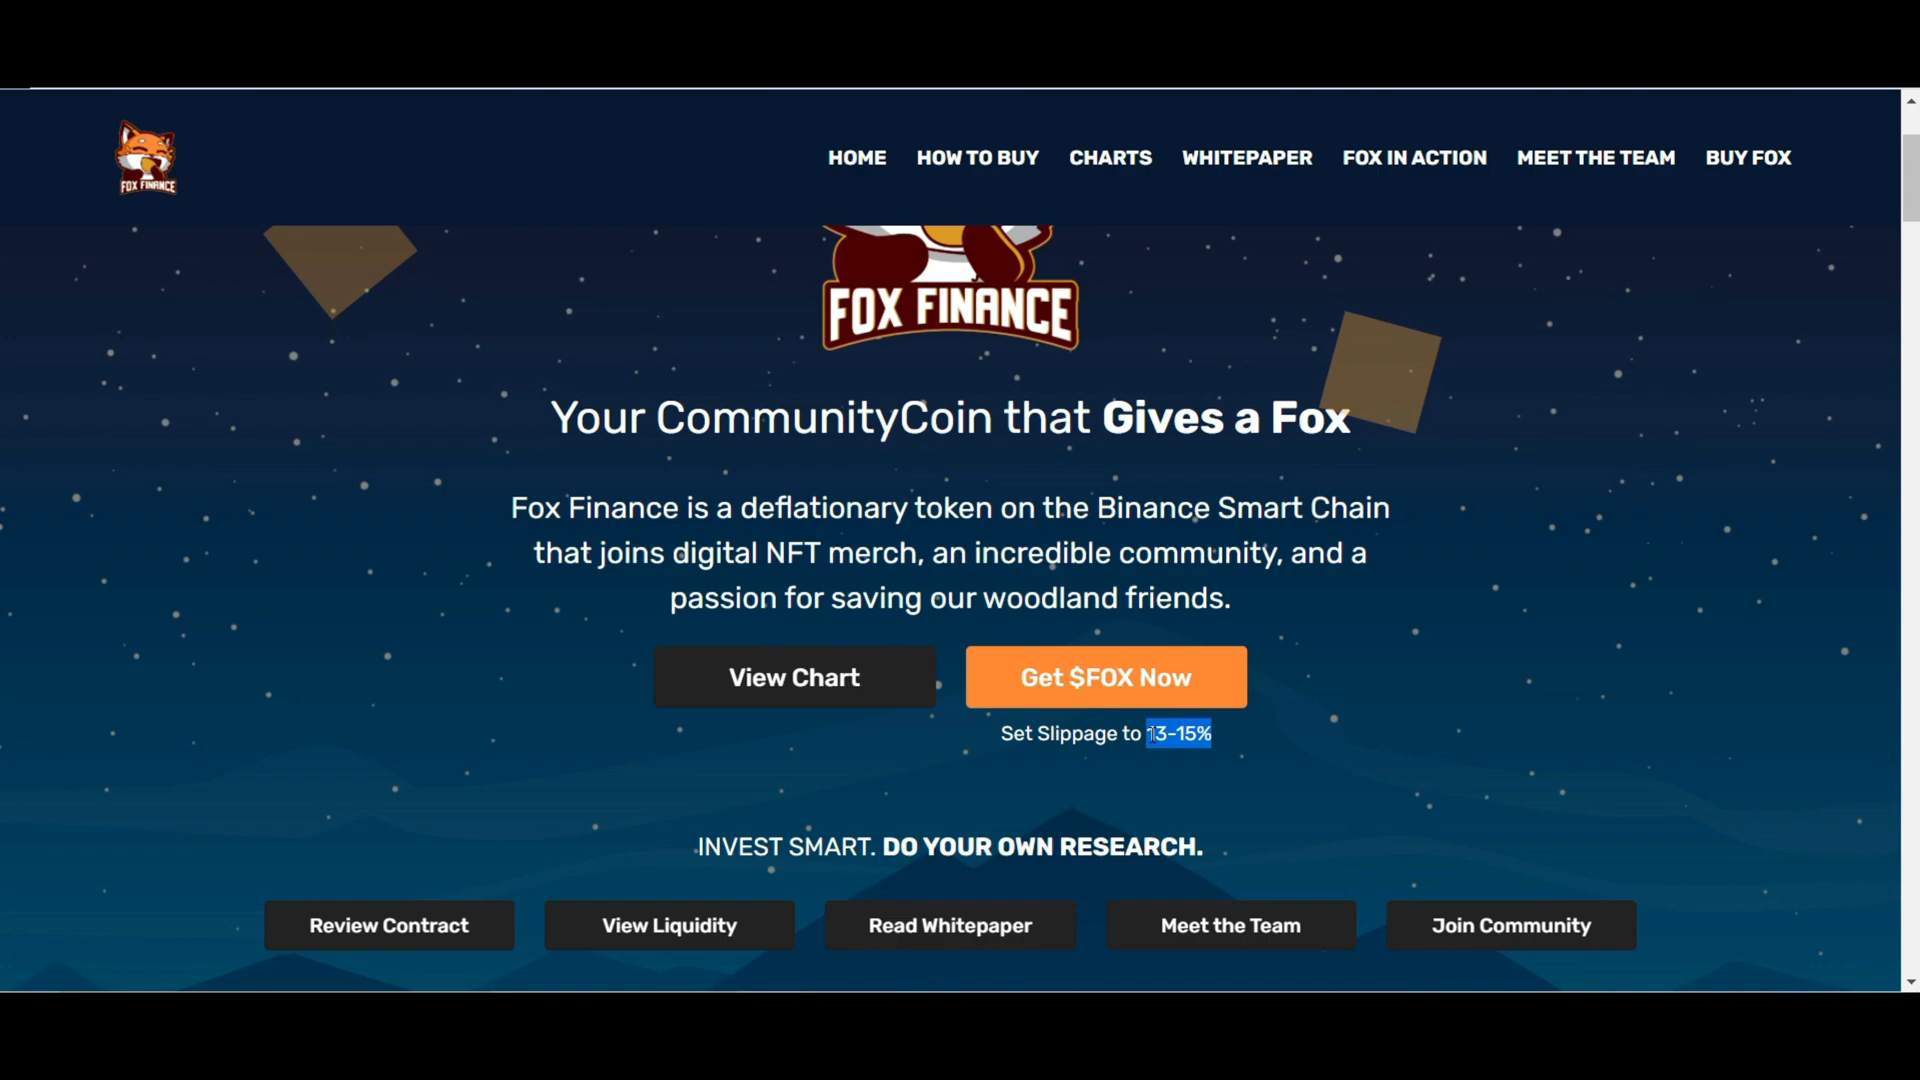 FOX FINANCE
HOME HOW TO BUY CHARTS WHITEPAPER FOX IN ACTION MEET THE TEAM BUY FOX
FOX FINANCE
Your CommunityCoin that Gives a Fox
Fox Finance is a deflationary token on the Binance Smart Chain
that joins digital NFT merch, an incredible community, and a
passion for saving our woodland friends.
View Chart Get $FOX Now
Set Slippage to 13-15%
INVEST SMART. DO YOUR OWN RESEARCH.
Review Contract View Liquidity Read Whitepaper Meet the Team Join Community